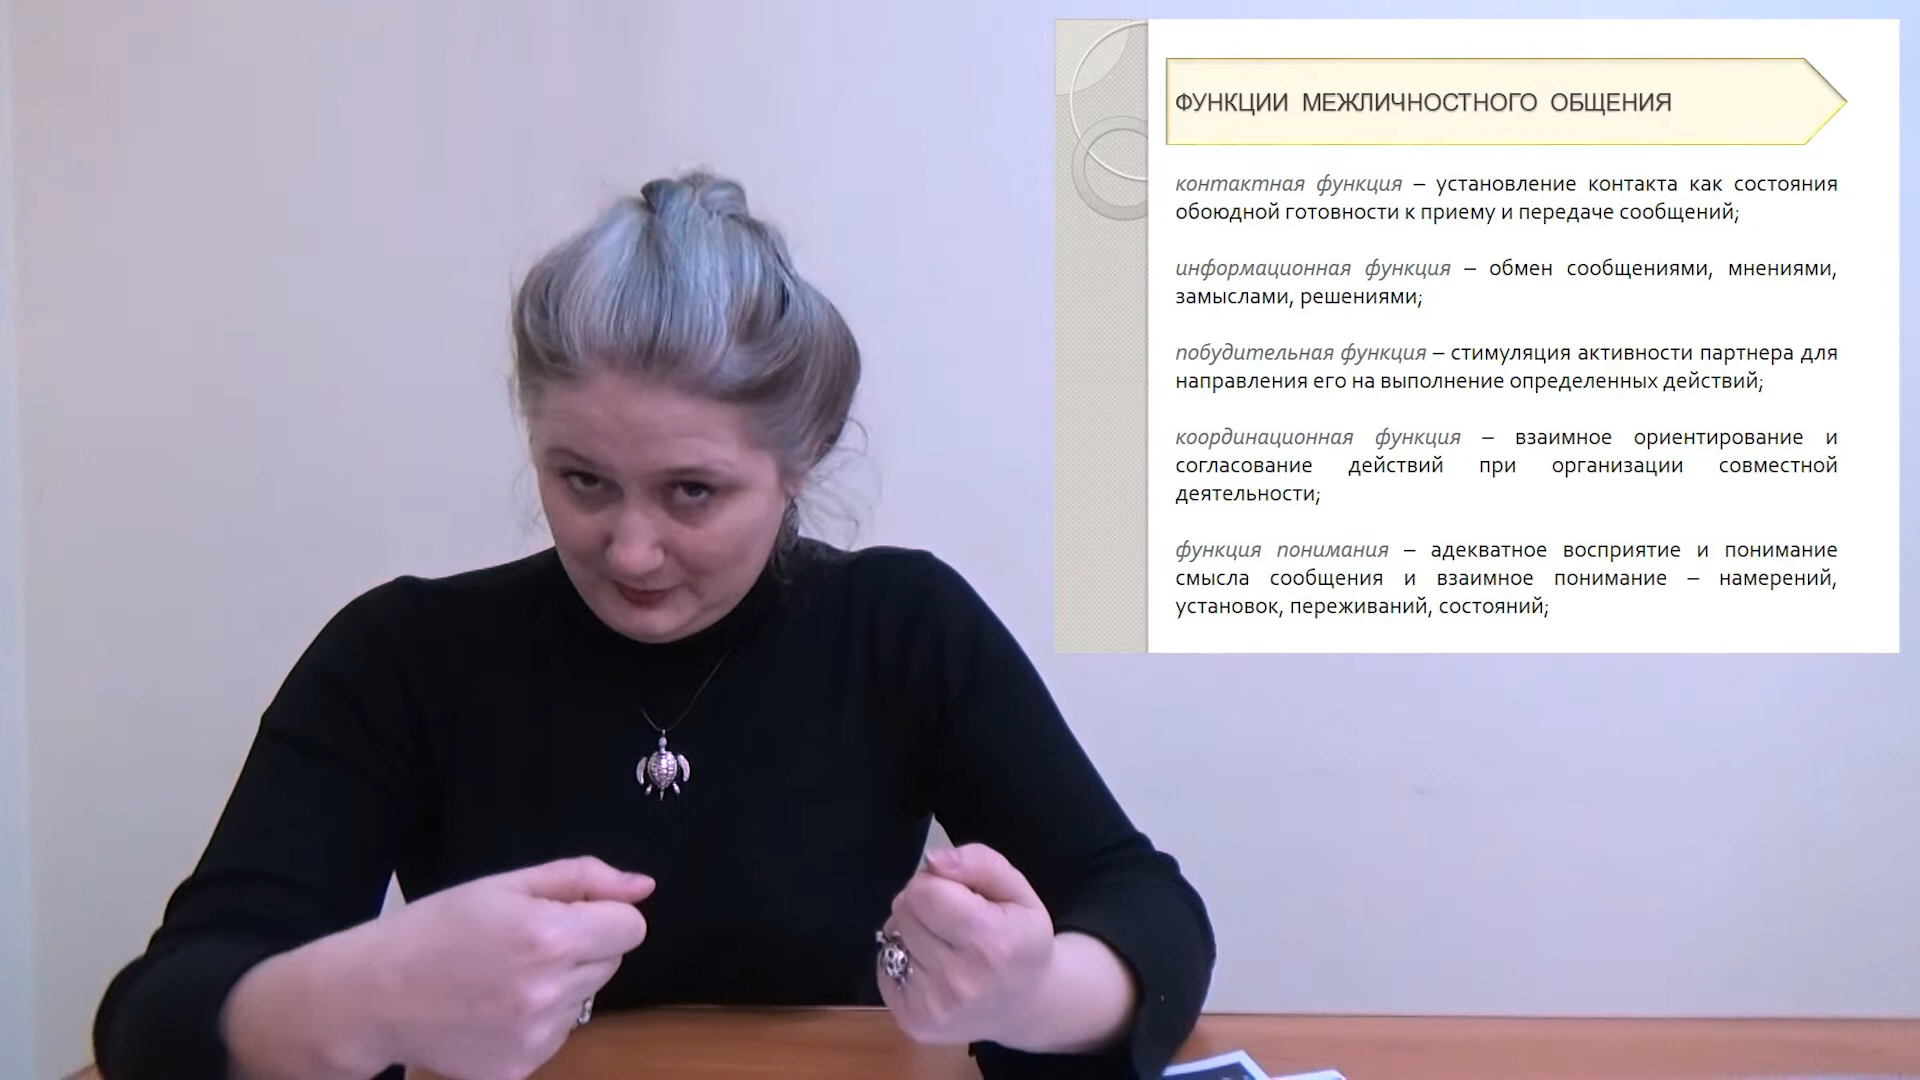 ФУНКЦИИ МЕЖЛИЧНОСТНОГО ОБЩЕНИЯ
контактная функция – установление контакта как состояния
обоюдной готовности к приему и передаче сообщений;
информационная функция – обмен сообщениями, мнениями,
замыслами, решениями;
побудительная функция – стимуляция активности партнера для
направления его на выполнение определенных действий;
координационная функция – взаимное ориентирование и
согласование действий при организации совместной
деятельности;
функция понимания – адекватное восприятие и понимание
смысла сообщения и взаимное понимание – намерений,
установок, переживаний, состояний;